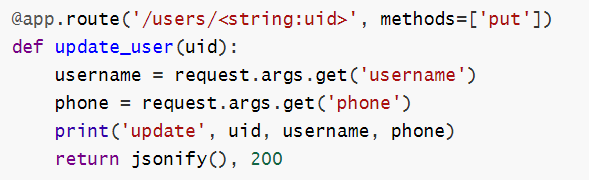 @app.route('/users/<string:uid>', methods=['put'])
def update_user(uid):
    username = request.args.get('username')
    phone = request.args.get('phone')
    print('update', uid, username, phone)
    return jsonify(), 200